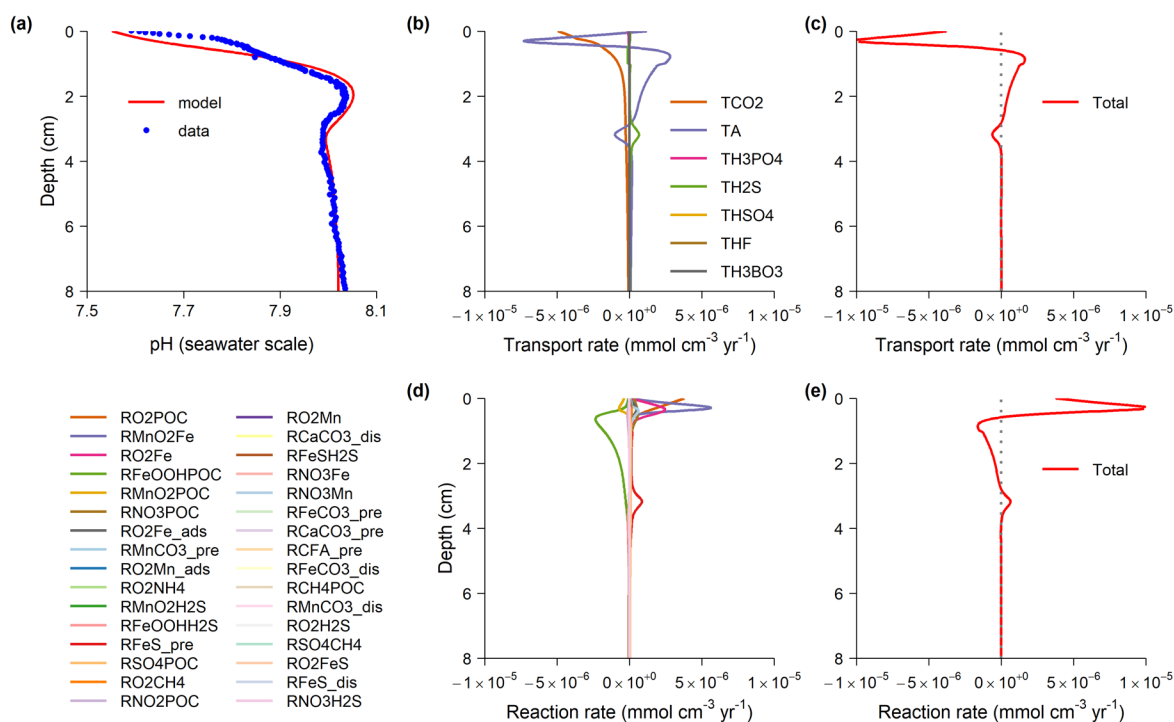 (a)
0
2
4
6
8
Depth (cm)
model
data
7.5 7.7 7.9 8.1
pH (seawater scale)
(b)
0
2
4
6
8
TCO2
TA
TH3PO4
TH2S
THSO4
THF
TH3BO3
−1×10⁻⁵ −5×10⁻⁶ 0×10⁺⁰ 5×10⁻⁶ 1×10⁻⁵
Transport rate (mmol cm⁻³ yr⁻¹)
(c)
0
2
4
6
8
Total
−1×10⁻⁵ −5×10⁻⁶ 0×10⁺⁰ 5×10⁻⁶ 1×10⁻⁵
Transport rate (mmol cm⁻³ yr⁻¹)
RO2POC
RMnO2Fe
RO2Fe
RFeOOHPOC
RMnO2POC
RNO3POC
RO2Fe_ads
RMnCO3_pre
RO2Mn_ads
RO2NH4
RMnO2H2S
RFeOOHH2S
RFeS_pre
RSO4POC
RO2CH4
RNO2POC
RO2Mn
RCaCO3_dis
RFeSH2S
RNO3Fe
RNO3Mn
RFeCO3_pre
RCaCO3_pre
RCFA_pre
RFeCO3_dis
RCH4POC
RMnCO3_dis
RO2H2S
RSO4CH4
RO2FeS
RFeS_dis
RNO3H2S
(d)
0
2
4
6
8
Depth (cm)
−1×10⁻⁵ −5×10⁻⁶ 0×10⁺⁰ 5×10⁻⁶ 1×10⁻⁵
Reaction rate (mmol cm⁻³ yr⁻¹)
(e)
0
2
4
6
8
Total
−1×10⁻⁵ −5×10⁻⁶ 0×10⁺⁰ 5×10⁻⁶ 1×10⁻⁵
Reaction rate (mmol cm⁻³ yr⁻¹)